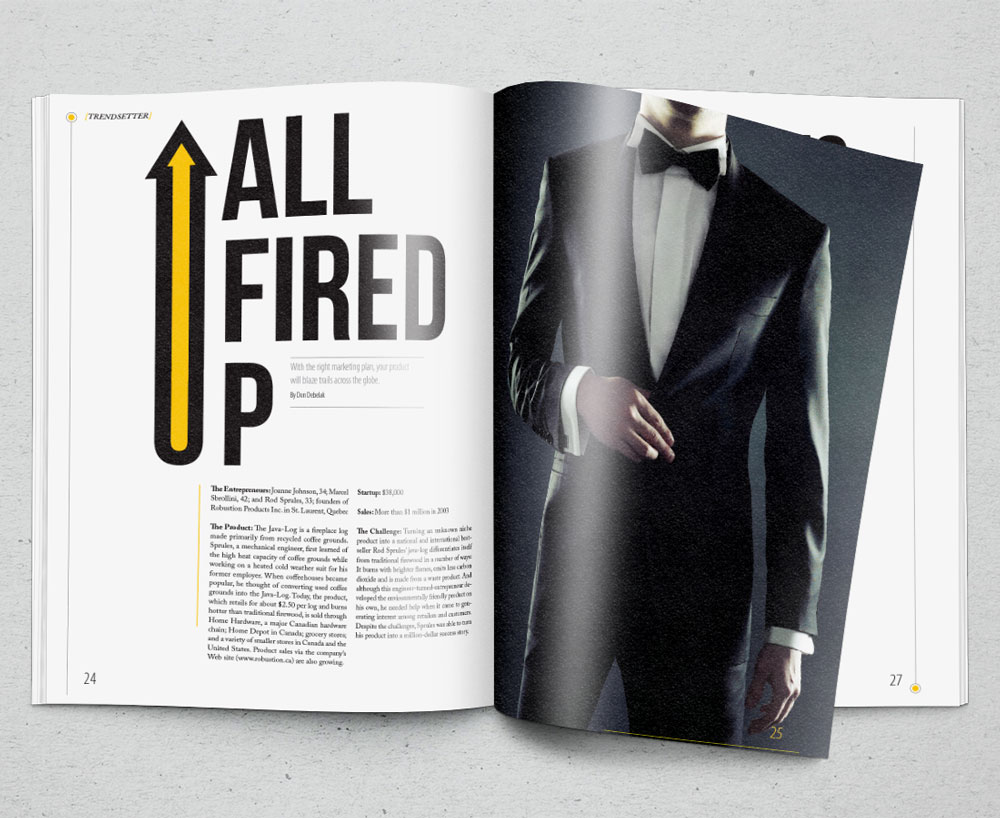 [TRENDSETTER]
ALL
FIRED
UP
With the right marketing plan, your product
will blaze trails across the globe.
By Don Debelak
The Entrepreneurs: Joanne Johnson, 34; Marcel
Sbrollini, 42; and Rod Sprules, 33; founders of
Robustion Products Inc. in St. Laurent, Quebec
The Product: The Java-Log is a fireplace log
made primarily from recycled coffee grounds.
Sprules, a mechanical engineer, first learned of
the high heat capacity of coffee grounds while
working on a heated cold weather suit for his
former employer. When coffeehouses became
popular, he thought of converting used coffee
grounds into the Java-Log. Today, the product,
which retails for about $2.50 per log and burns
hotter than traditional firewood, is sold through
Home Hardware, a major Canadian hardware
chain; Home Depot in Canada; grocery stores;
and a variety of smaller stores in Canada and the
United States. Product sales via the company's
Web site (www.robustion.ca) are also growing.
Startup: $38,000
Sales: More than $1 million in 2003
The Challenge: Turning an unknown niche
product into a national and international best-
seller Rod Sprules' java-log differentiates itself
from traditional firewood in a number of ways:
It burns with brighter flames, emits less carbon
dioxide and is made from a waste product. And
although this engineer-turned-entrepreneur de-
veloped the environmentally friendly product on
his own, he needed help when it came to gen-
erating interest among retailers and customers.
Despite the challenges, Sprules was able to turn
his product into a million-dollar success story.
24
25
27